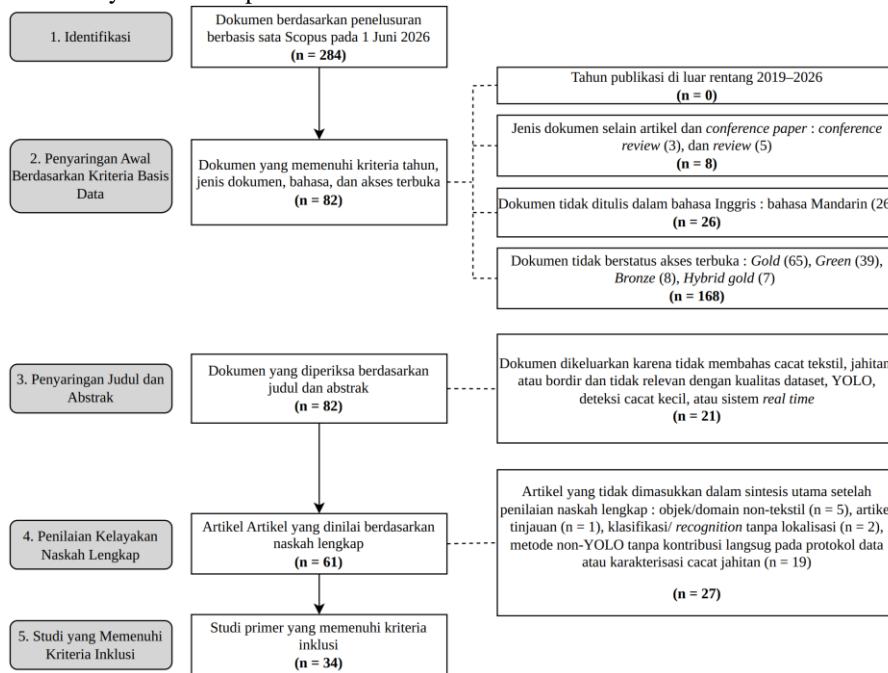 1. Identifikasi
Dokumen berdasarkan penelusuran
berbasis sata Scopus pada 1 Juni 2026
(n = 284)
Tahun publikasi di luar rentang 2019–2026
(n = 0)
Jenis dokumen selain artikel dan conference paper : conference
review (3), dan review (5)
(n = 8)
2. Penyaringan Awal
Berdasarkan Kriteria Basis
Data
Dokumen yang memenuhi kriteria tahun,
jenis dokumen, bahasa, dan akses terbuka
(n = 82)
Dokumen tidak ditulis dalam bahasa Inggris : bahasa Mandarin (26
(n = 26)
Dokumen tidak berstatus akses terbuka : Gold (65), Green (39),
Bronze (8), Hybrid gold (7)
(n = 168)
3. Penyaringan Judul dan
Abstrak
Dokumen yang diperiksa berdasarkan
judul dan abstrak
(n = 82)
Dokumen dikeluarkan karena tidak membahas cacat tekstil, jahitan
atau bordir dan tidak relevan dengan kualitas dataset, YOLO,
deteksi cacat kecil, atau sistem real time
(n = 21)
4. Penilaian Kelayakan
Naskah Lengkap
Artikel Artikel yang dinilai berdasarkan
naskah lengkap
(n = 61)
Artikel yang tidak dimasukkan dalam sintesis utama setelah
penilaian naskah lengkap : objek/domain non-tekstil (n = 5), artikel
tinjauan (n = 1), klasifikasi/ recognition tanpa lokalisasi (n = 2),
metode non-YOLO tanpa kontribusi langsug pada protokol data
atau karakterisasi cacat jahitan (n = 19)
(n = 27)
5. Studi yang Memenuhi
Kriteria Inklusi
Studi primer yang memenuhi kriteria
inklusi
(n = 34)